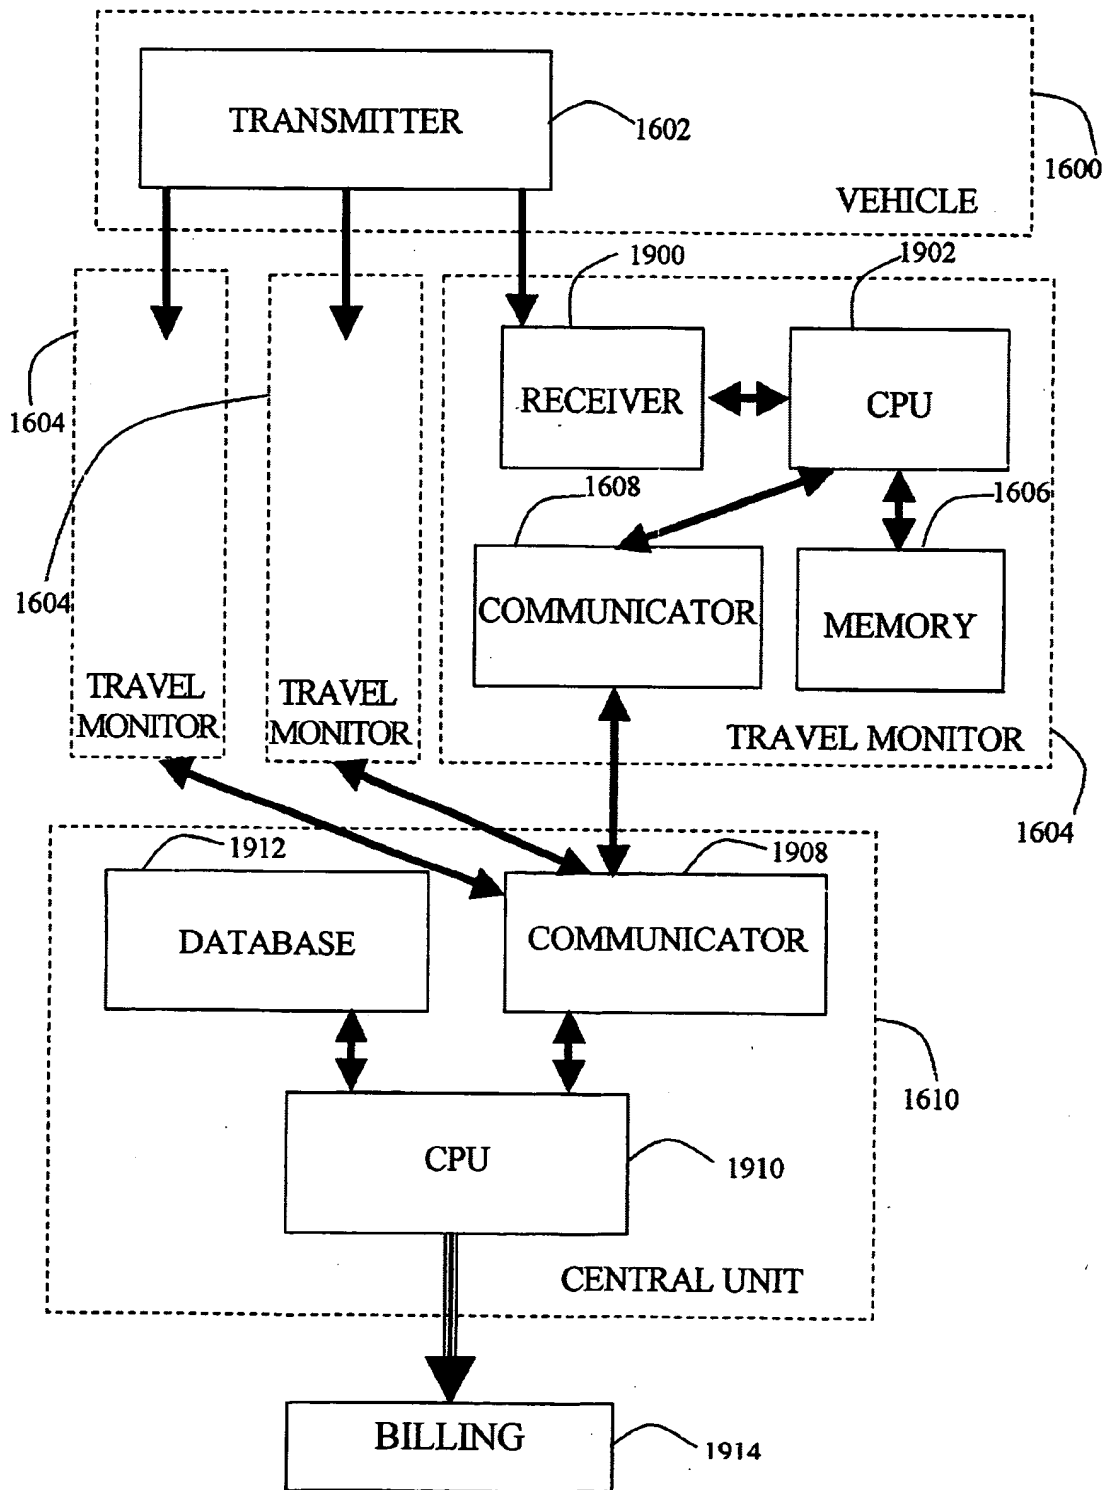 TRANSMITTER
1602
1600
VEHICLE
1900
1902
1604
RECEIVER
CPU
1608
1606
1604
COMMUNICATOR
MEMORY
TRAVEL
MONITOR
TRAVEL
MONITOR
TRAVEL MONITOR
1604
1912
1908
DATABASE
COMMUNICATOR
1610
CPU
1910
CENTRAL UNIT
BILLING
1914